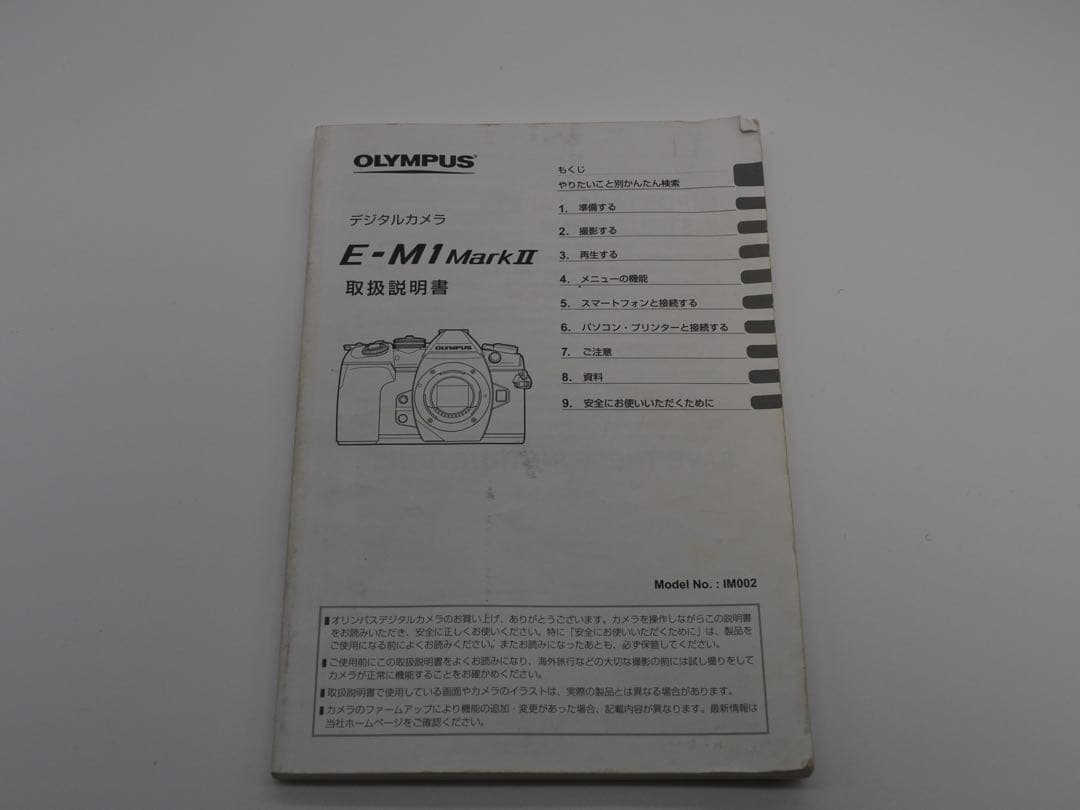 OLYMPUS
デジタルカメラ
E-M1 Mark II
取扱説明書
OLYMPUS
もくじ
やりたいこと別かんたん検索
1. 準備する
2. 撮影する
3. 再生する
4. メニューの機能
5. スマートフォンと接続する
6. パソコン・プリンターと接続する
7. ご注意
8. 資料
9. 安全にお使いいただくために
Model No. : IM002
■オリンパスデジタルカメラのお買い上げ、ありがとうございます。カメラを操作しながらこの説明書
をお読みいただき、安全に正しくお使いください。特に「安全にお使いいただくために」は、製品を
ご使用になる前によくお読みください。またお読みになったあとも、必ず保管してください。
■ご使用前にこの取扱説明書をよくお読みになり、海外旅行などの大切な撮影の前には試し撮りをして
カメラが正常に機能することをお確かめください。
■取扱説明書で使用している画面やカメラのイラストは、実際の製品とは異なる場合があります。
■カメラのファームアップにより機能の追加・変更があった場合、記載内容が異なります。最新情報は
当社ホームページをご確認ください。